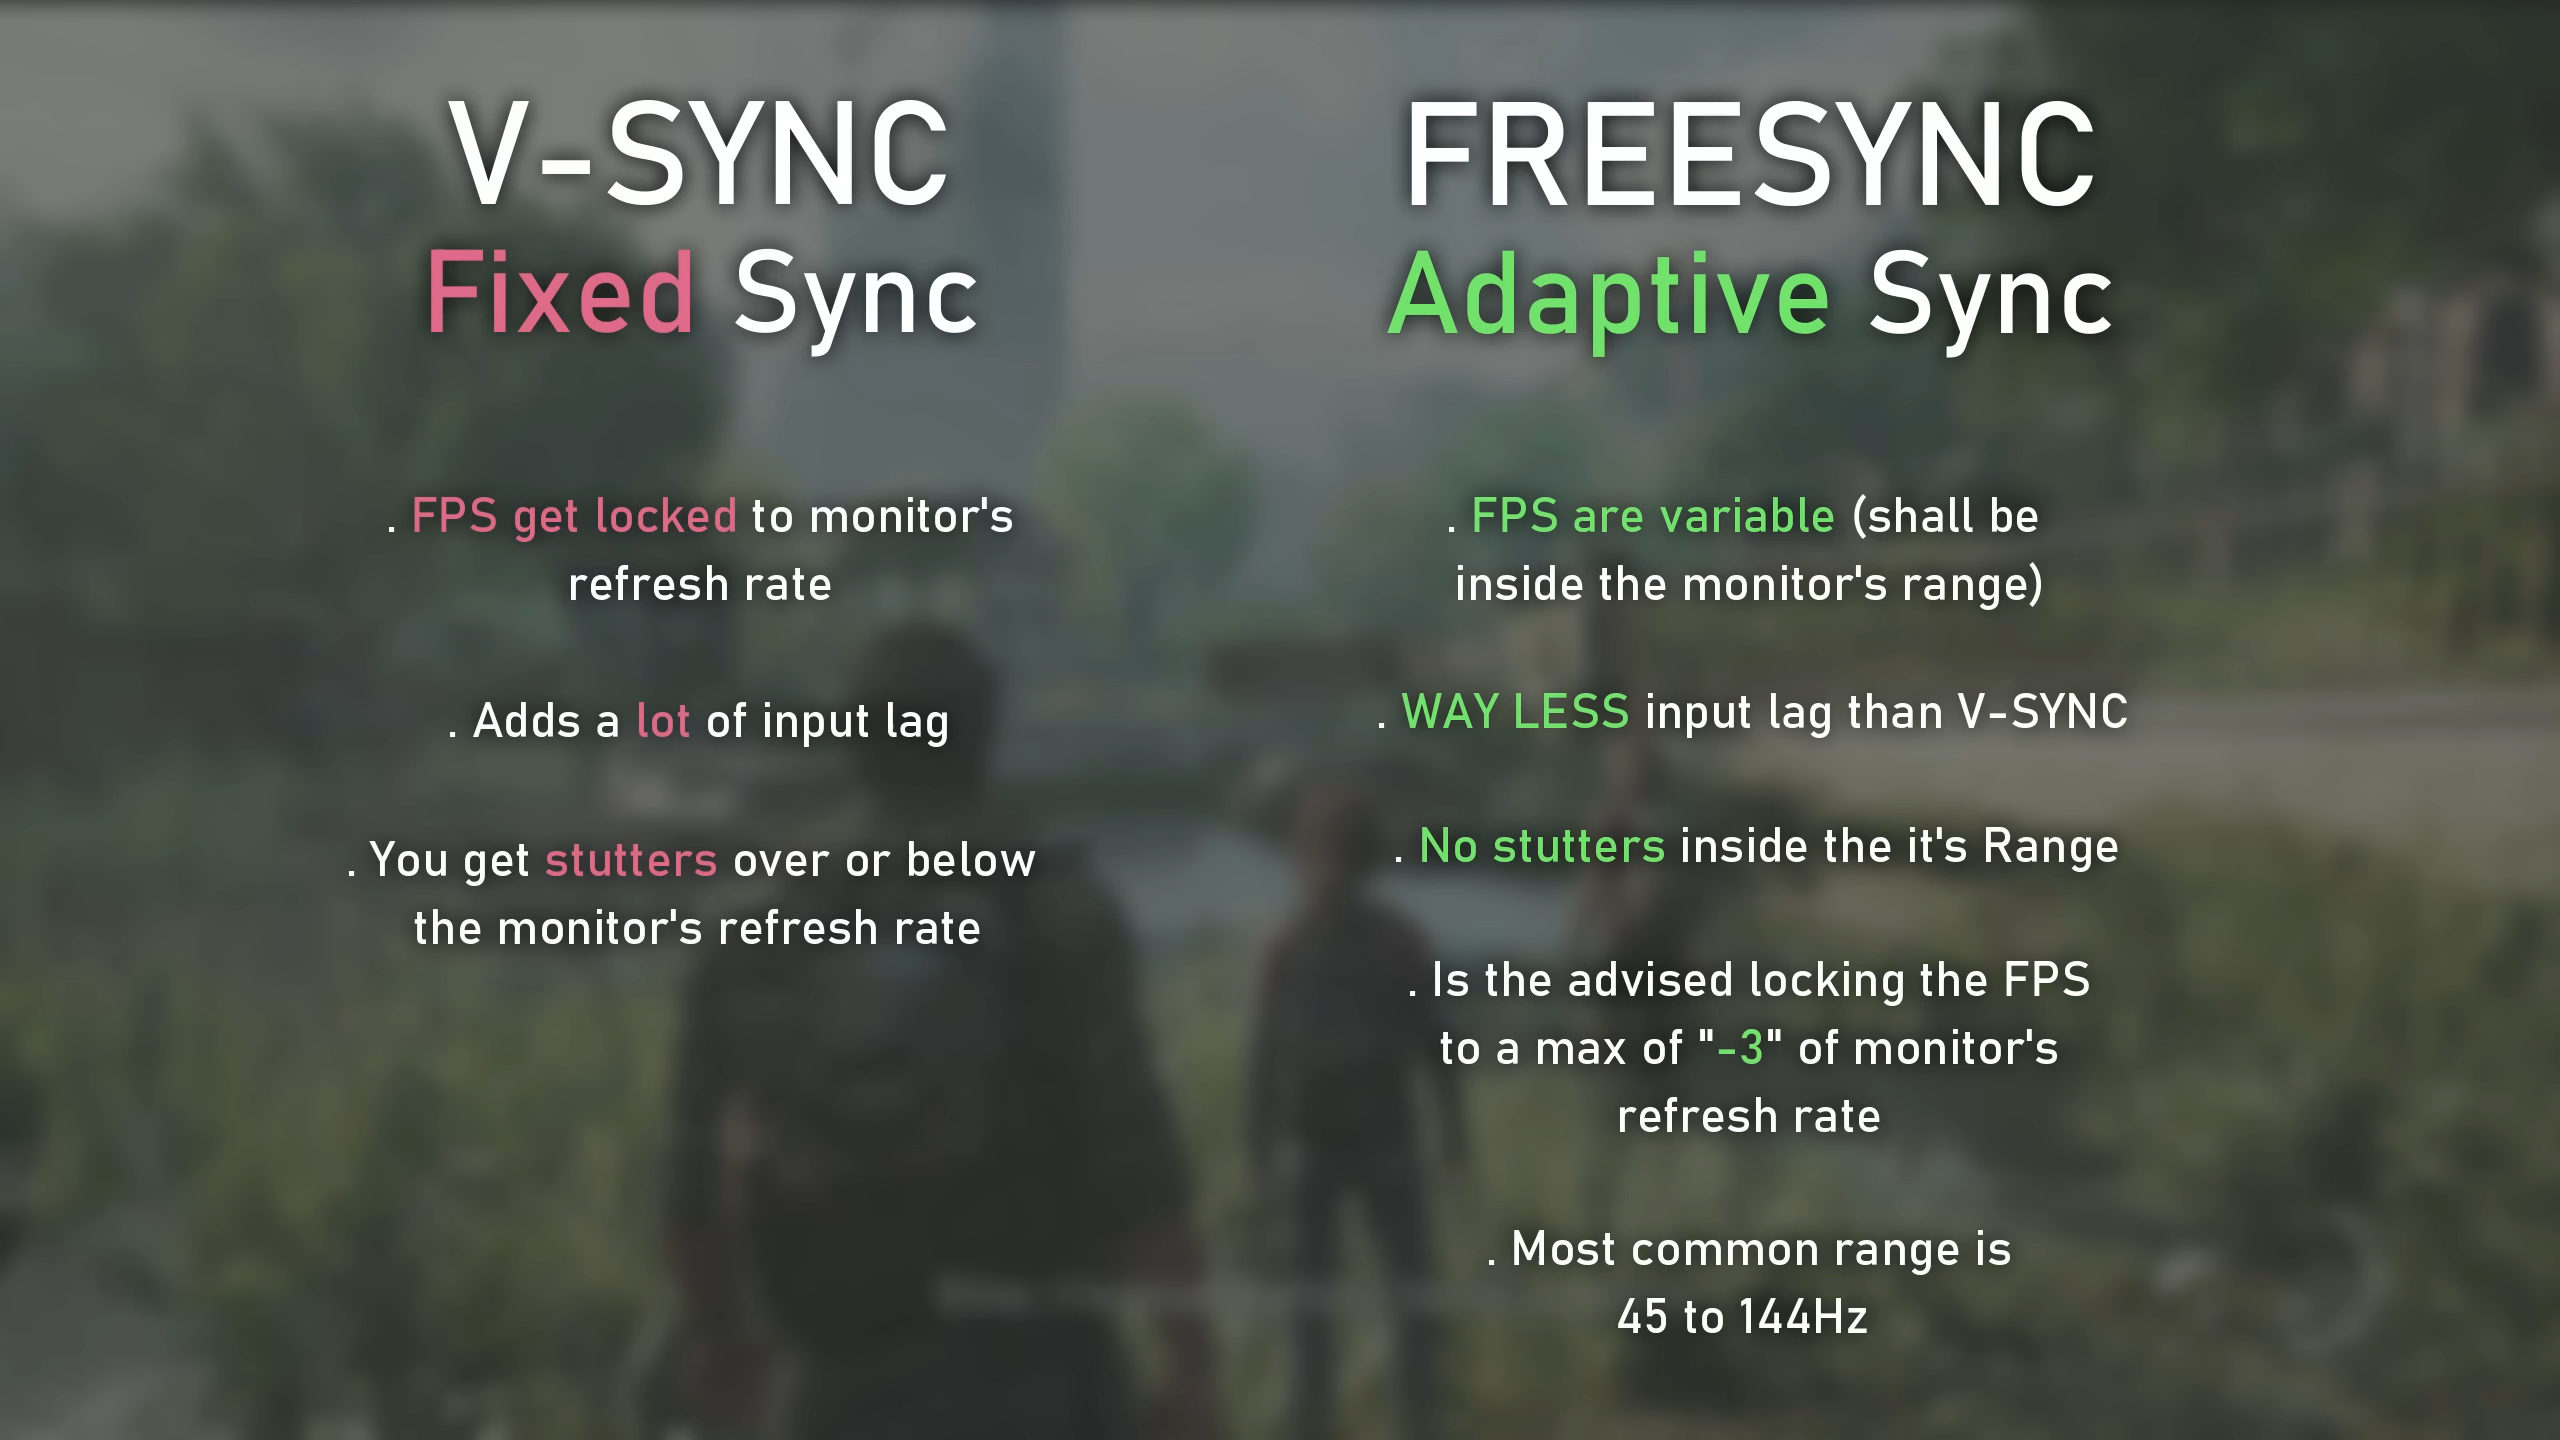 V-SYNC
Fixed Sync
. FPS get locked to monitor's
refresh rate
. Adds a lot of input lag
. You get stutters over or below
the monitor's refresh rate
FREESYNC
Adaptive Sync
. FPS are variable (shall be
inside the monitor's range)
. WAY LESS input lag than V-SYNC
. No stutters inside the it's Range
. Is the advised locking the FPS
to a max of "-3" of monitor's
refresh rate
. Most common range is
45 to 144Hz